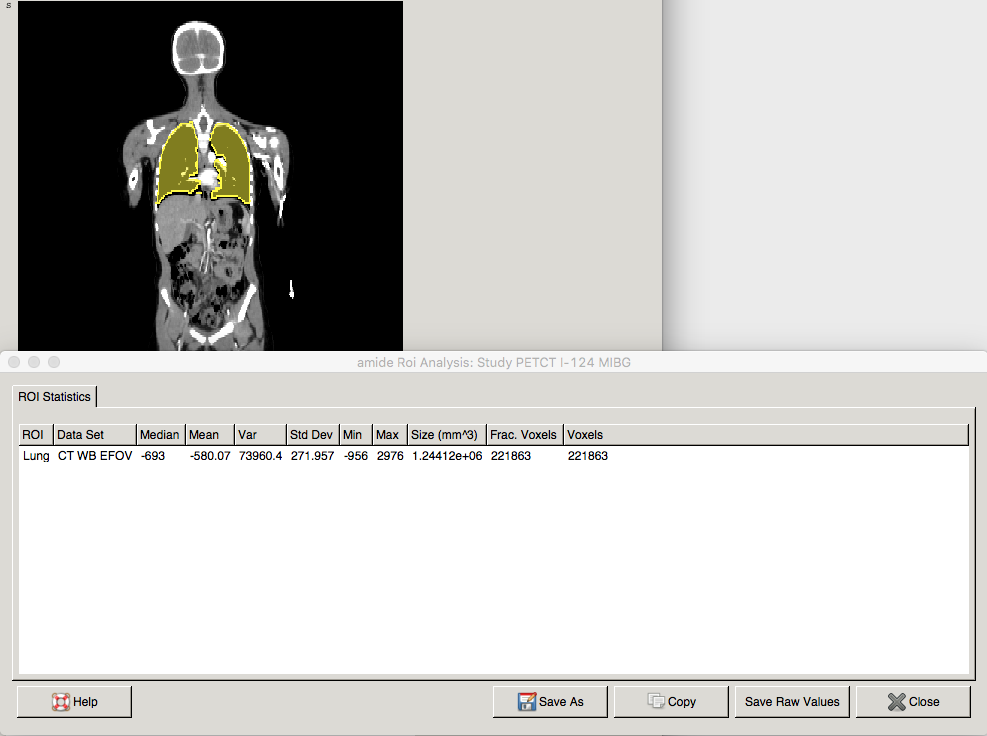 s
amide Roi Analysis: Study PETCT I-124 MIBG
ROI Statistics
ROI Data Set Median Mean Var Std Dev Min Max Size (mm^3) Frac. Voxels Voxels
Lung CT WB EFOV -693 -580.07 73960.4 271.957 -956 2976 1.24412e+06 221863 221863
Help Save As Copy Save Raw Values Close